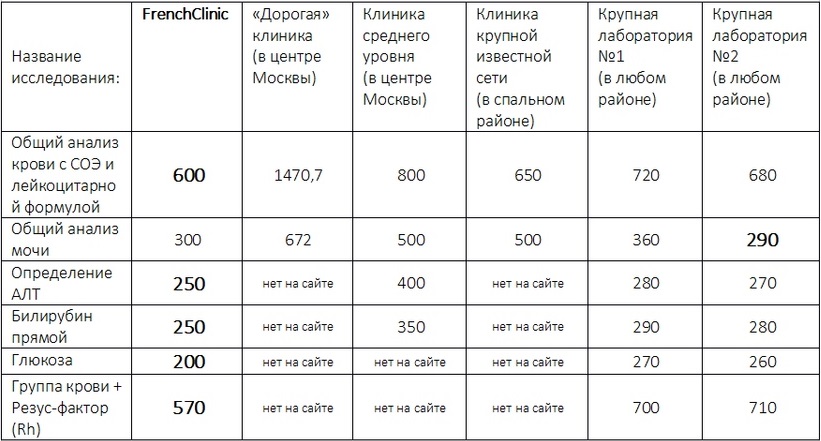 Название
исследования:
FrenchClinic
«Дорогая»
клиника
(в центре
Москвы)
Клиника
среднего
уровня
(в центре
Москвы)
Клиника
крупной
известной
сети
(в спальном
районе)
Крупная
лаборатория
№1
(в любом
районе)
Крупная
лаборатория
№2
(в любом
районе)
Общий анализ
крови с СОЭ и
лейкоцитарно
й формулой
600
1470,7
800
650
720
680
Общий анализ
мочи
300
672
500
500
360
290
Определение
АЛТ
250
нет на сайте
400
нет на сайте
280
270
Билирубин
прямой
250
нет на сайте
350
нет на сайте
290
280
Глюкоза
200
нет на сайте
нет на сайте
нет на сайте
270
260
Группа крови +
Резус-фактор
(Rh)
570
нет на сайте
нет на сайте
нет на сайте
700
710